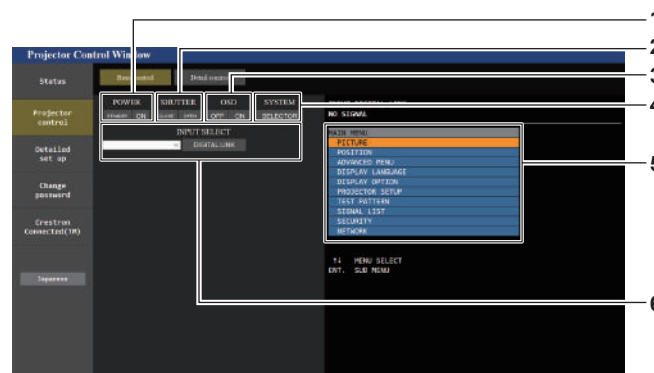 1
Projector Control Window
2
Status
Basic control Detail control
3
POWER SHUTTER OSD SYSTEM
4
STANDBY ON CLOSE OPEN OFF ON SELECTOR
NO SIGNAL
Projector
control
INPUT SELECT
DIGITAL LINK
MAIN MENU
PICTURE
POSITION
ADVANCED MENU
DISPLAY LANGUAGE
DISPLAY OPTION
PROJECTOR SETUP
TEST PATTERN
SIGNAL LIST
SECURITY
NETWORK
5
Detailed
set up
Change
password
Crestron
Connected(TM)
↑↓ MENU SELECT
ENT. SUB MENU
Japanese
6